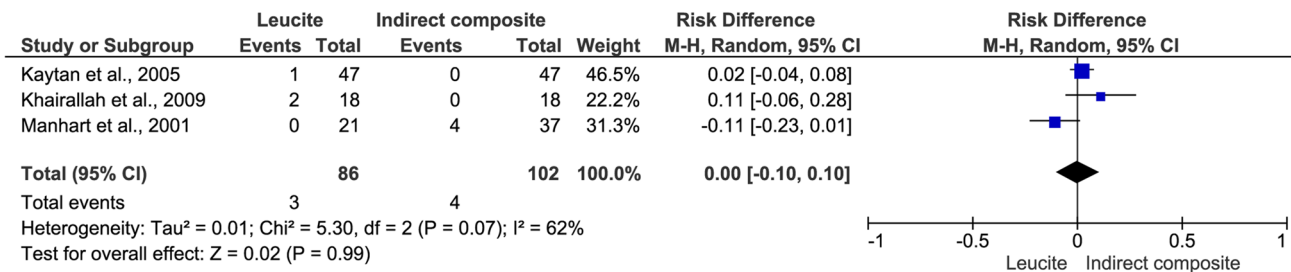 Leucite Indirect composite Risk Difference Risk Difference
Study or Subgroup Events Total Events Total Weight M-H, Random, 95% CI M-H, Random, 95% CI
Kaytan et al., 2005 1 47 0 47 46.5% 0.02 [-0.04, 0.08]
Khairallah et al., 2009 2 18 0 18 22.2% 0.11 [-0.06, 0.28]
Manhart et al., 2001 0 21 4 37 31.3% -0.11 [-0.23, 0.01]
Total (95% CI) 86 102 100.0% 0.00 [-0.10, 0.10]
Total events 3 4
Heterogeneity: Tau² = 0.01; Chi² = 5.30, df = 2 (P = 0.07); I² = 62%
Test for overall effect: Z = 0.02 (P = 0.99)
-1 -0.5 0 0.5 1
Leucite Indirect composite